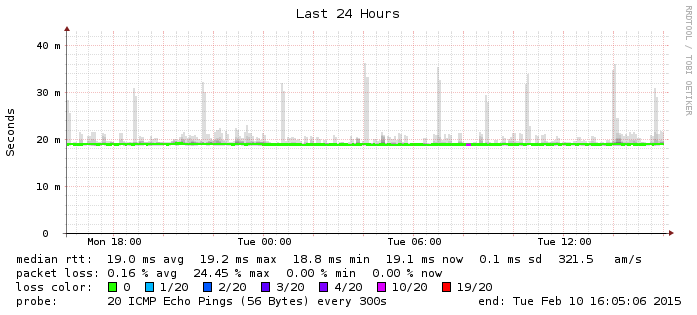 Last 24 Hours
RRDTOOL / TOBI OETIKER
Seconds
40 m
30 m
20 m
10 m
0
Mon 18:00 Tue 00:00 Tue 06:00 Tue 12:00
median rtt: 19.0 ms avg 19.2 ms max 18.8 ms min 19.1 ms now 0.1 ms sd 321.5 am/s
packet loss: 0.16 % avg 24.45 % max 0.00 % min 0.00 % now
loss color: 0 1/20 2/20 3/20 4/20 10/20 19/20
probe: 20 ICMP Echo Pings (56 Bytes) every 300s end: Tue Feb 10 16:05:06 2015